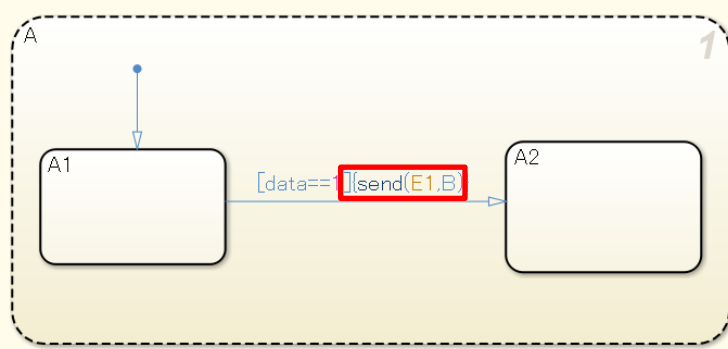 A
1
A1
[data==1]{send(E1,B)}
A2